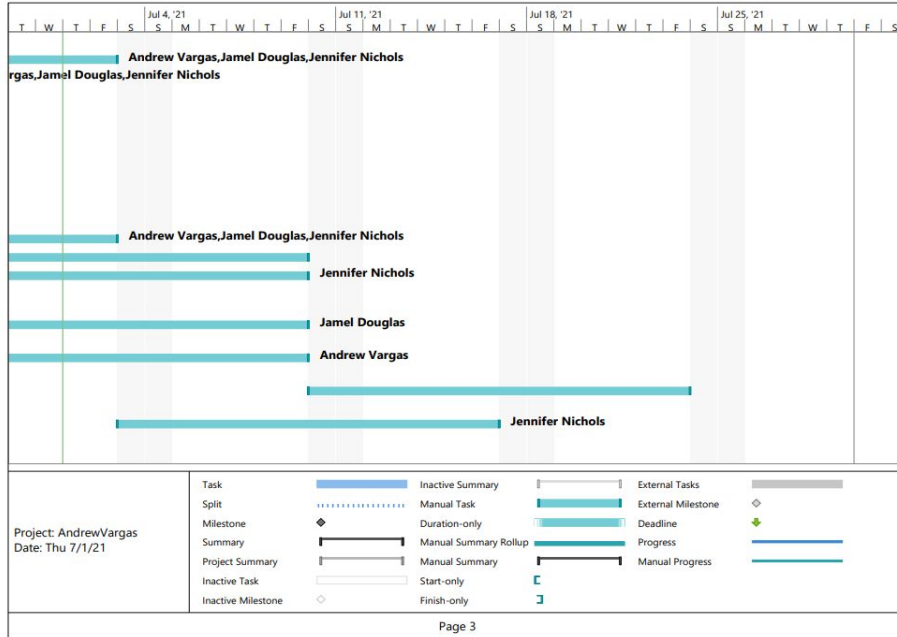 Jul 4, '21 Jul 11, '21 Jul 18, '21 Jul 25, '21
T W T F S S M T W T F S S M T W T F S S M T W T F S S M T W T F S
Andrew Vargas,Jamel Douglas,Jennifer Nichols
rgas,Jamel Douglas,Jennifer Nichols
Andrew Vargas,Jamel Douglas,Jennifer Nichols
Jennifer Nichols
Jamel Douglas
Andrew Vargas
Jennifer Nichols
Project: AndrewVargas
Date: Thu 7/1/21
Task
Split
Milestone
Summary
Project Summary
Inactive Task
Inactive Milestone
Inactive Summary
Manual Task
Duration-only
Manual Summary Rollup
Manual Summary
Start-only
Finish-only
External Tasks
External Milestone
Deadline
Progress
Manual Progress
Page 3